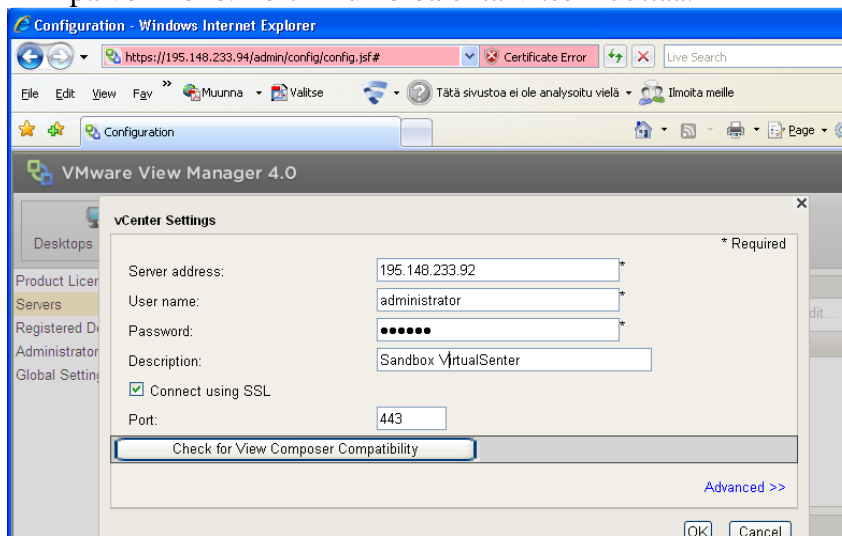 Configuration - Windows Internet Explorer
https://195.148.233.94/admin/config/config.jsf# Certificate Error Live Search
File Edit View Fav » Muunna Valitse Tätä sivustoa ei ole analysoitu vielä Ilmoita meille
Configuration Page
VMware View Manager 4.0
vCenter Settings x
Desktops * Required
Server address: 195.148.233.92 *
Product Licen
User name: administrator *
Servers dit...
Password: ●●●●●● *
Registered De
Administrator
Description: Sandbox VirtualSenter
Global Setting
Connect using SSL
Port: 443
Check for View Composer Compatibility
Advanced >>
OK Cancel